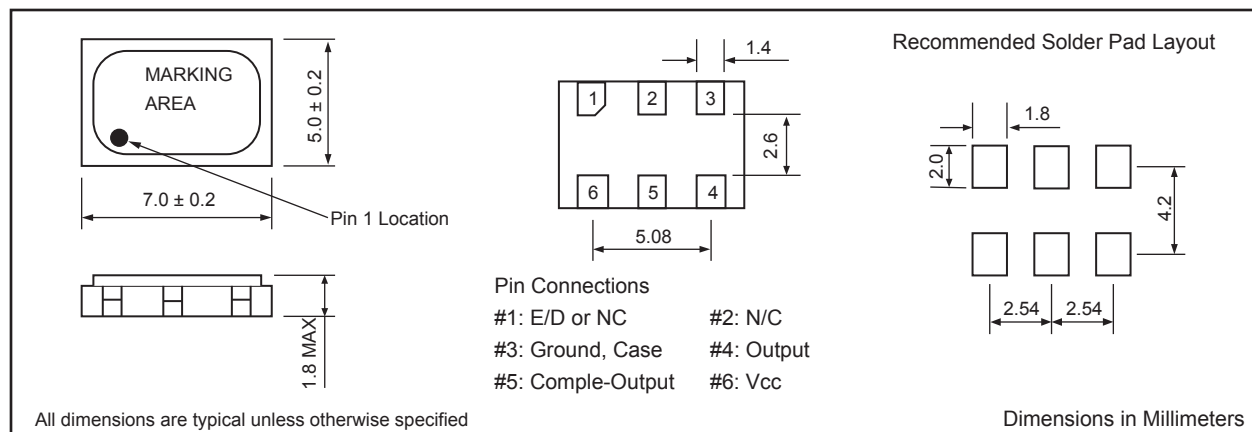 MARKING
AREA
5.0 ± 0.2
7.0 ± 0.2
Pin 1 Location
1.8 MAX
All dimensions are typical unless otherwise specified
1.4
1 2 3
2.6
6 5 4
5.08
Pin Connections
#1: E/D or NC #2: N/C
#3: Ground, Case #4: Output
#5: Comple-Output #6: Vcc
Recommended Solder Pad Layout
1.8
2.0
4.2
2.54 2.54
Dimensions in Millimeters